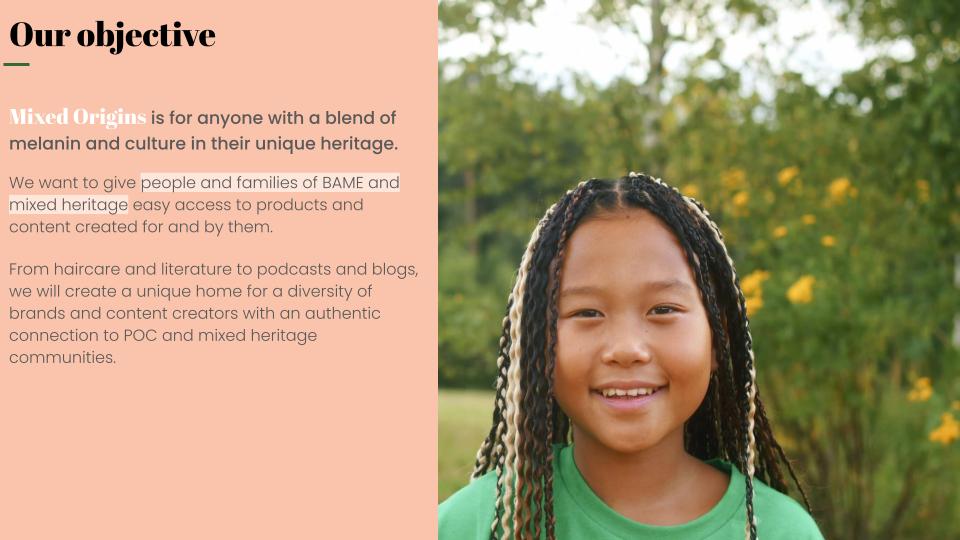 Our objective
Mixed Origins is for anyone with a blend of
melanin and culture in their unique heritage.
We want to give people and families of BAME and
mixed heritage easy access to products and
content created for and by them.
From haircare and literature to podcasts and blogs,
we will create a unique home for a diversity of
brands and content creators with an authentic
connection to POC and mixed heritage
communities.